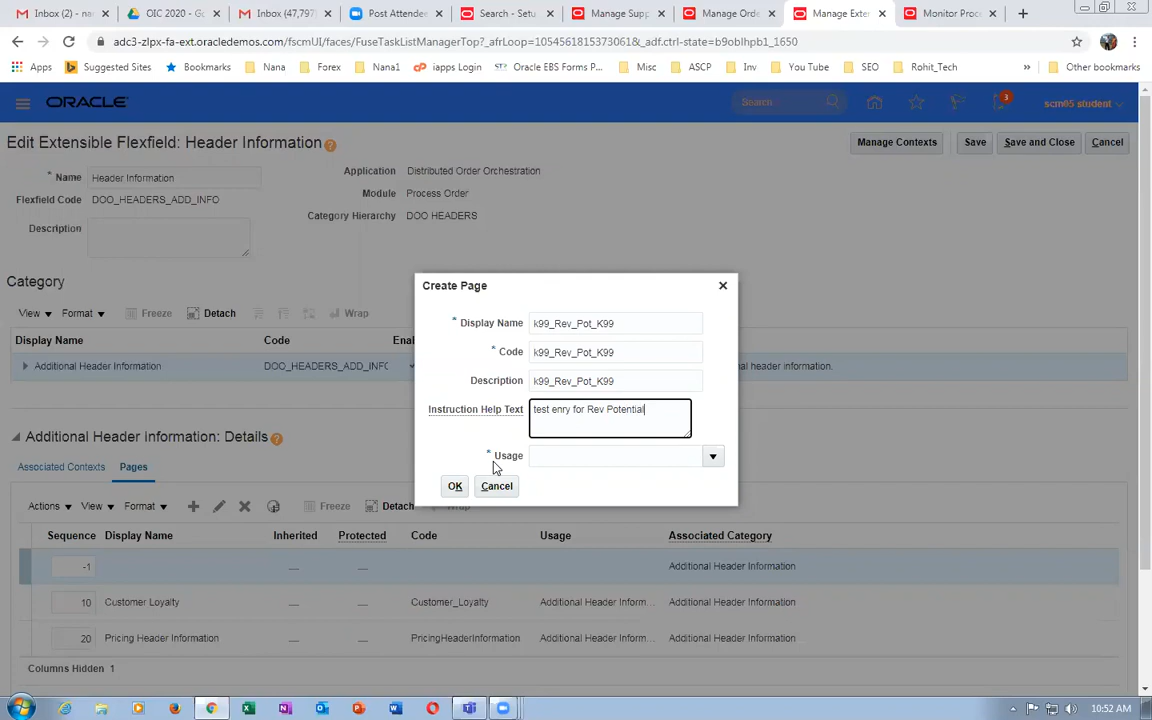 Inbox (2) - na
OIC 2020 - Go
Inbox (47,797
Post Attende
Search - Setu
Manage Supp
Manage Orde
Manage Exter
Monitor Proc
adc3-zlpx-fa-ext.oracledemos.com/fscmUI/faces/FuseTaskListManagerTop?_afrLoop=1054561815373061&_adf.ctrl-state=b9oblhpb1_1650
Apps
Suggested Sites
Bookmarks
Nana
Forex
Nana1
iapps Login
Oracle EBS Forms P...
Misc
ASCP
Inv
You Tube
SEO
Rohit_Tech
»
Other bookmarks
ORACLE
Search
3
scm05 student
Edit Extensible Flexfield: Header Information
Manage Contexts
Save
Save and Close
Cancel
* Name Header Information
Flexfield Code DOO_HEADERS_ADD_INFO
Description
Application Distributed Order Orchestration
Module Process Order
Category Hierarchy DOO HEADERS
Category
View
Format
Freeze
Detach
Wrap
Display Name
Code
Ena
Additional Header Information
DOO_HEADERS_ADD_INFO
header information.
Create Page
* Display Name k99_Rev_Pot_K99
* Code k99_Rev_Pot_K99
Description k99_Rev_Pot_K99
Instruction Help Text test enry for Rev Potential
* Usage
OK
Cancel
Additional Header Information: Details
Associated Contexts
Pages
Actions
View
Format
Freeze
Detach
Wrap
Sequence Display Name Inherited Protected Code Usage Associated Category
-1 Additional Header Information
10 Customer Loyalty Customer_Loyalty Additional Header Inform... Additional Header Information
20 Pricing Header Information PricingHeaderInformation Additional Header Inform... Additional Header Information
Columns Hidden 1
10:52 AM